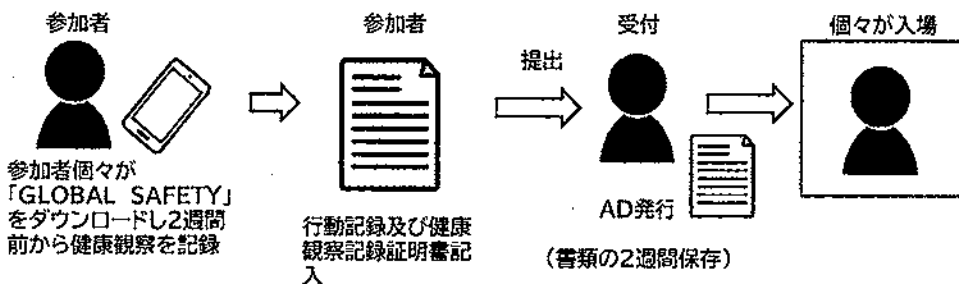 参加者
参加者個々が
「GLOBAL SAFETY」
をダウンロードし2週間
前から健康観察を記録
参加者
行動記録及び健康
観察記録証明書記
入
提出
受付
AD発行
（書類の2週間保存）
個々が入場